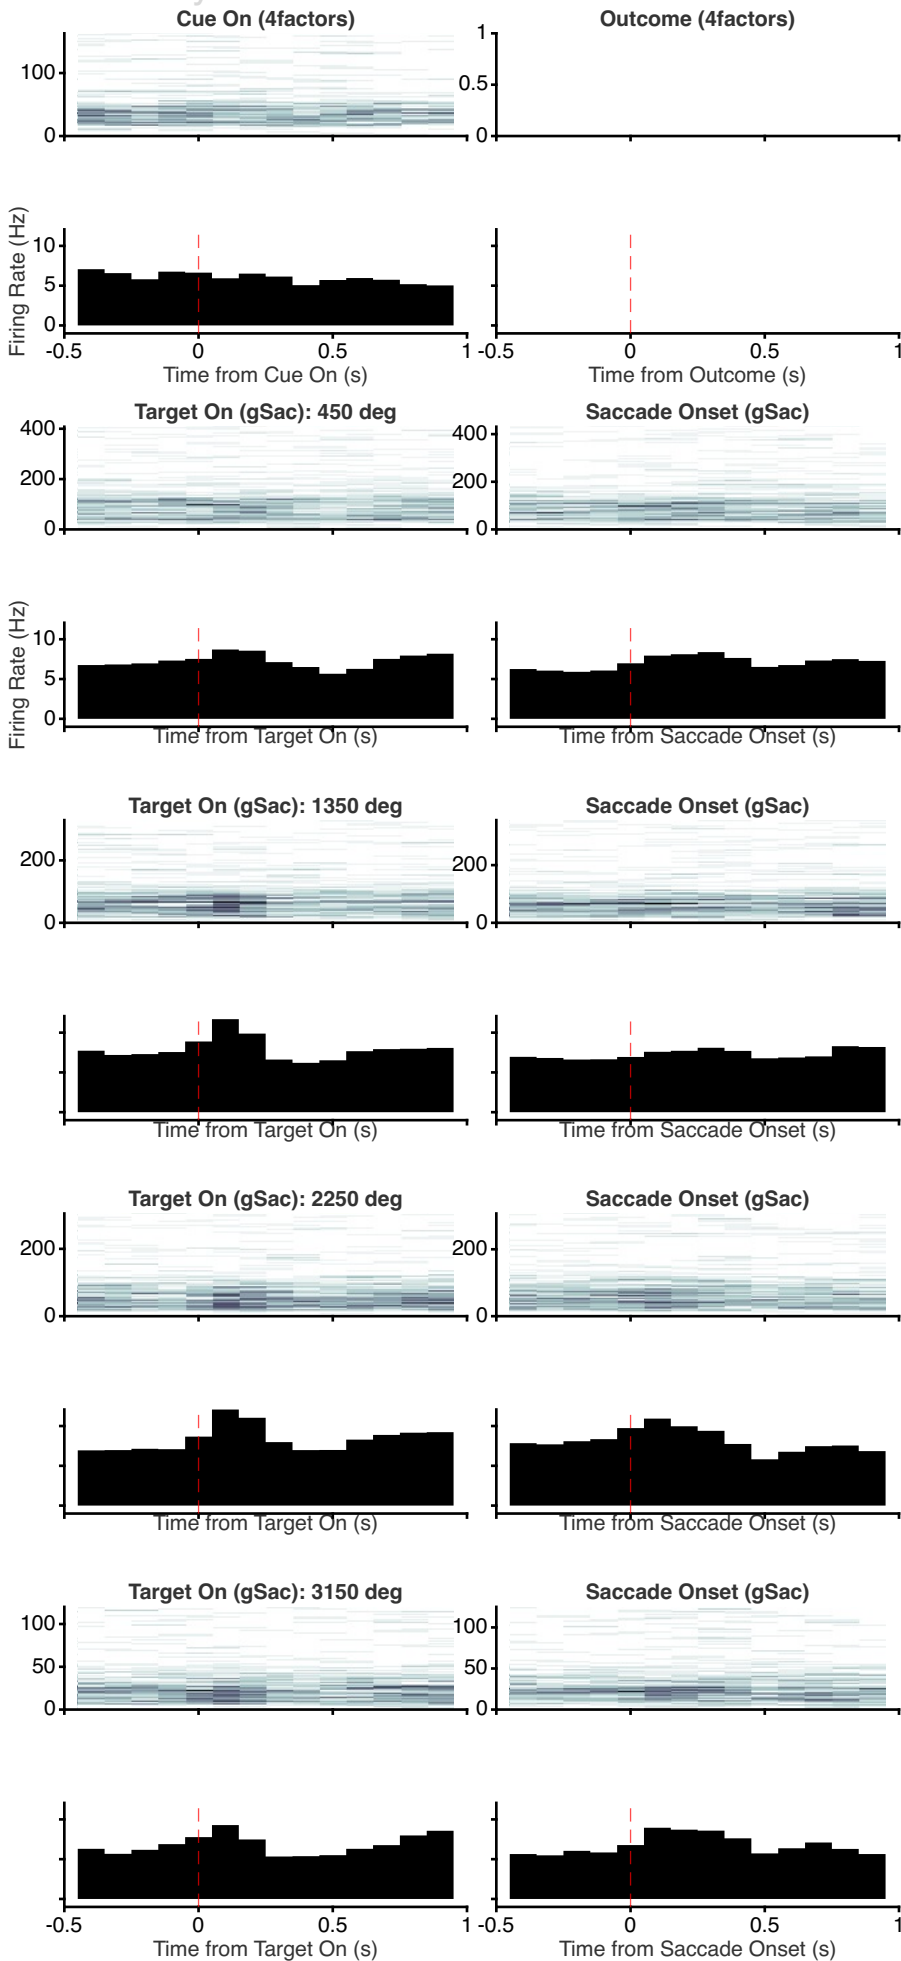 Cue On (4factors) Outcome (4factors)
100
0
1
0.5
0
Firing Rate (Hz)
10
5
0
-0.5 0 0.5 1 -0.5 0 0.5 1
Time from Cue On (s) Time from Outcome (s)
Target On (gSac): 450 deg Saccade Onset (gSac)
400
200
0
400
200
0
Firing Rate (Hz)
10
5
0
Time from Target On (s) Time from Saccade Onset (s)
Target On (gSac): 1350 deg Saccade Onset (gSac)
200
0
200
0
Time from Target On (s) Time from Saccade Onset (s)
Target On (gSac): 2250 deg Saccade Onset (gSac)
200
0
200
0
Time from Target On (s) Time from Saccade Onset (s)
Target On (gSac): 3150 deg Saccade Onset (gSac)
100
50
0
100
50
0
-0.5 0 0.5 1 -0.5 0 0.5 1
Time from Target On (s) Time from Saccade Onset (s)